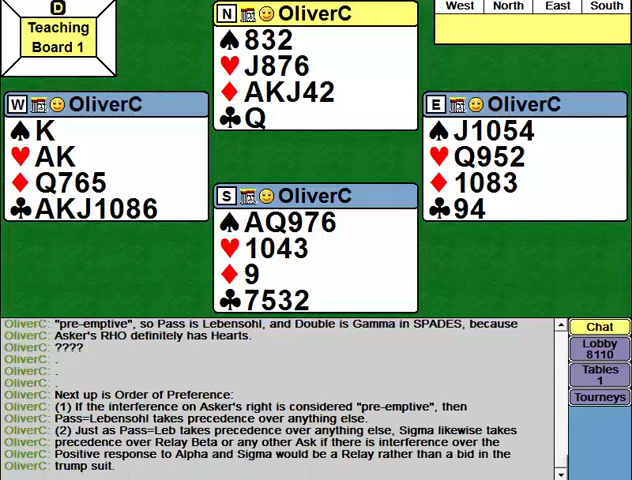 D
Teaching
Board 1
N OliverC
♠ 832
♥ J876
♦ AKJ42
♣ Q
West North East South
W OliverC
♠ K
♥ AK
♦ Q765
♣ AKJ1086
E OliverC
♠ J1054
♥ Q952
♦ 1083
♣ 94
S OliverC
♠ AQ976
♥ 1043
♦ 9
♣ 7532
OliverC: "pre-emptive", so Pass is Lebensohl, and Double is Gamma in SPADES, because
OliverC: Asker's RHO definitely has Hearts.
OliverC: ????
OliverC: .
OliverC: .
OliverC: .
OliverC: Next up is Order of Preference:
OliverC: (1) If the interference on Asker's right is considered "pre-emptive", then
OliverC: Pass=Lebensohl takes precedence over anything else.
OliverC: (2) Just as Pass=Leb takes precedence over anything else, Sigma likewise takes
OliverC: precedence over Relay Beta or any other Ask if there is interference over the
OliverC: Positive response to Alpha and Sigma would be a Relay rather than a bid in the
OliverC: trump suit.
Chat
Lobby
8110
Tables
1
Tourneys